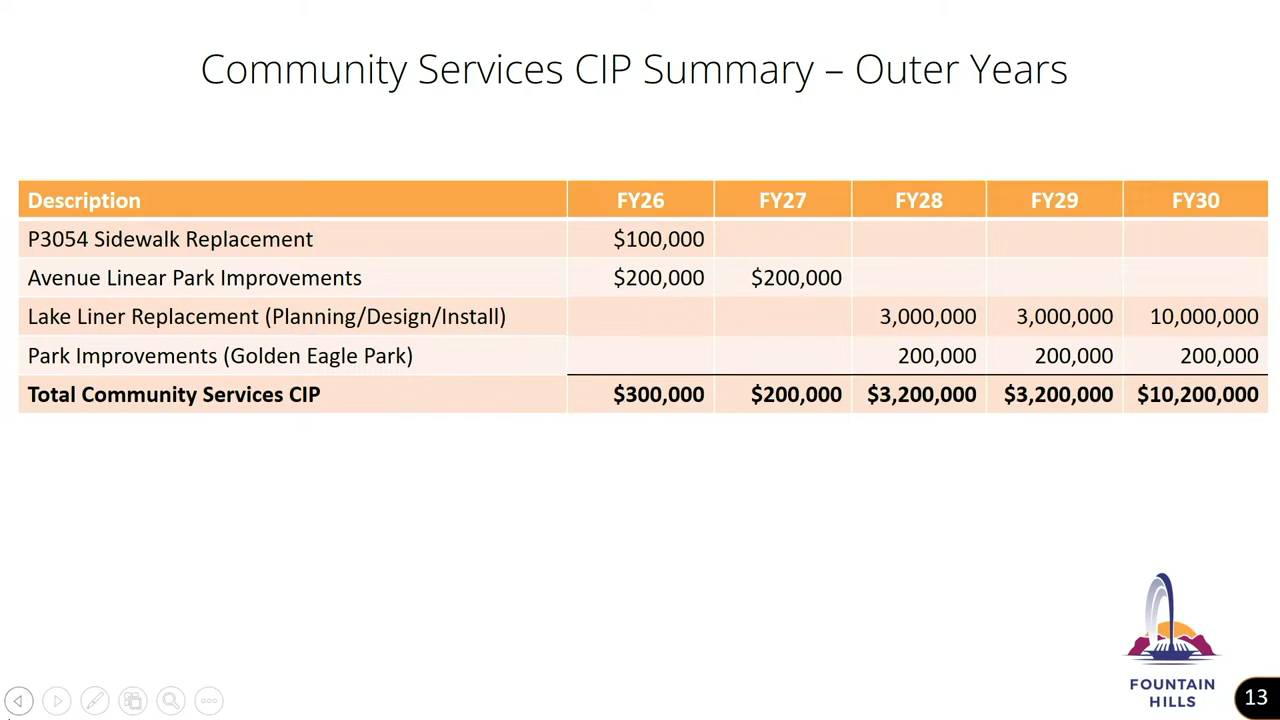 Community Services CIP Summary – Outer Years
Description FY26 FY27 FY28 FY29 FY30
P3054 Sidewalk Replacement $100,000
Avenue Linear Park Improvements $200,000 $200,000
Lake Liner Replacement (Planning/Design/Install) 3,000,000 3,000,000 10,000,000
Park Improvements (Golden Eagle Park) 200,000 200,000 200,000
Total Community Services CIP $300,000 $200,000 $3,200,000 $3,200,000 $10,200,000
FOUNTAIN
HILLS
13